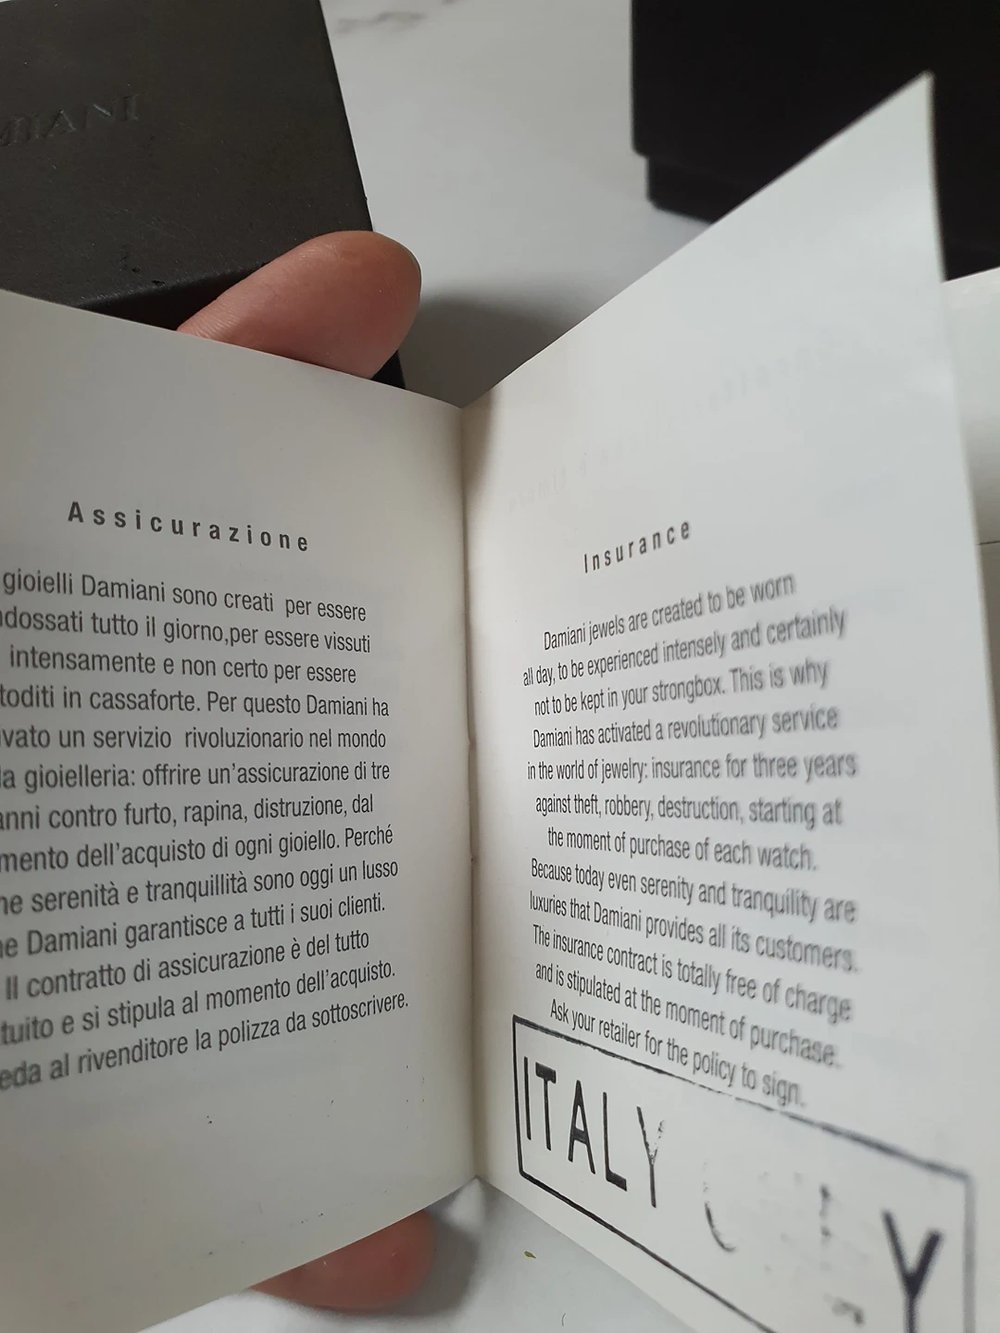 MIANI
Assicurazione
gioielli Damiani sono creati per essere
dossati tutto il giorno,per essere vissuti
intensamente e non certo per essere
toditi in cassaforte. Per questo Damiani ha
vato un servizio rivoluzionario nel mondo
la gioielleria: offrire un'assicurazione di tre
anni contro furto, rapina, distruzione, dal
mento dell'acquisto di ogni gioiello. Perché
he serenità e tranquillità sono oggi un lusso
he Damiani garantisce a tutti i suoi clienti.
Il contratto di assicurazione è del tutto
tuito e si stipula al momento dell'acquisto.
eda al rivenditore la polizza da sottoscrivere.
Insurance
Damiani jewels are created to be worn
all day, to be experienced intensely and certainly
not to be kept in your strongbox. This is why
Damiani has activated a revolutionary service
in the world of jewelry: insurance for three years
against theft, robbery, destruction, starting at
the moment of purchase of each watch.
Because today even serenity and tranquility are
luxuries that Damiani provides all its customers.
The insurance contract is totally free of charge
and is stipulated at the moment of purchase.
Ask your retailer for the policy to sign.
ITALY